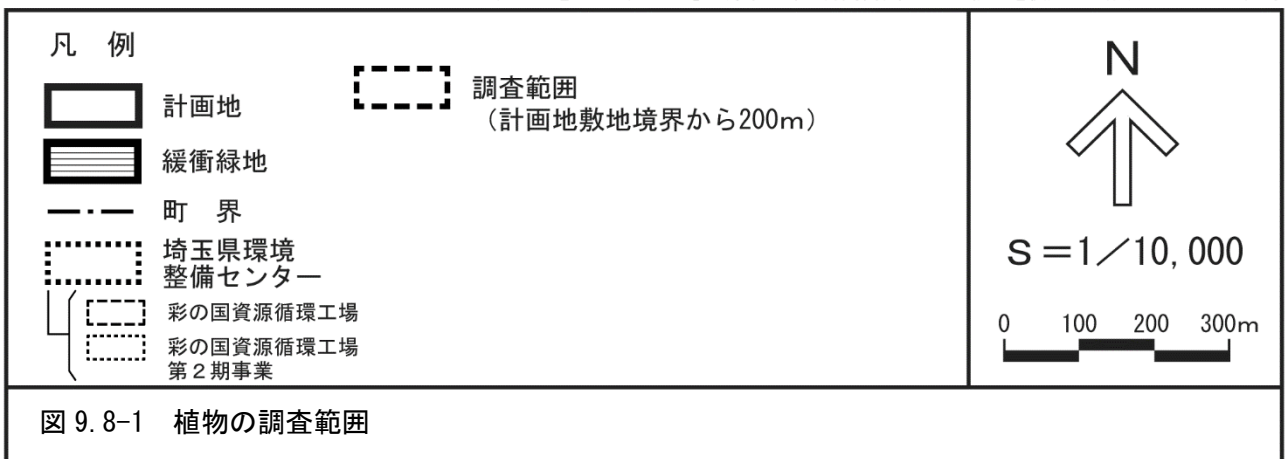 凡　例
計画地
緩衝緑地
町　界
埼玉県環境
整備センター
彩の国資源循環工場
彩の国資源循環工場
第２期事業
調査範囲
（計画地敷地境界から200ｍ）
N
S＝1／10,000
0 100 200 300m
図 9.8-1　植物の調査範囲